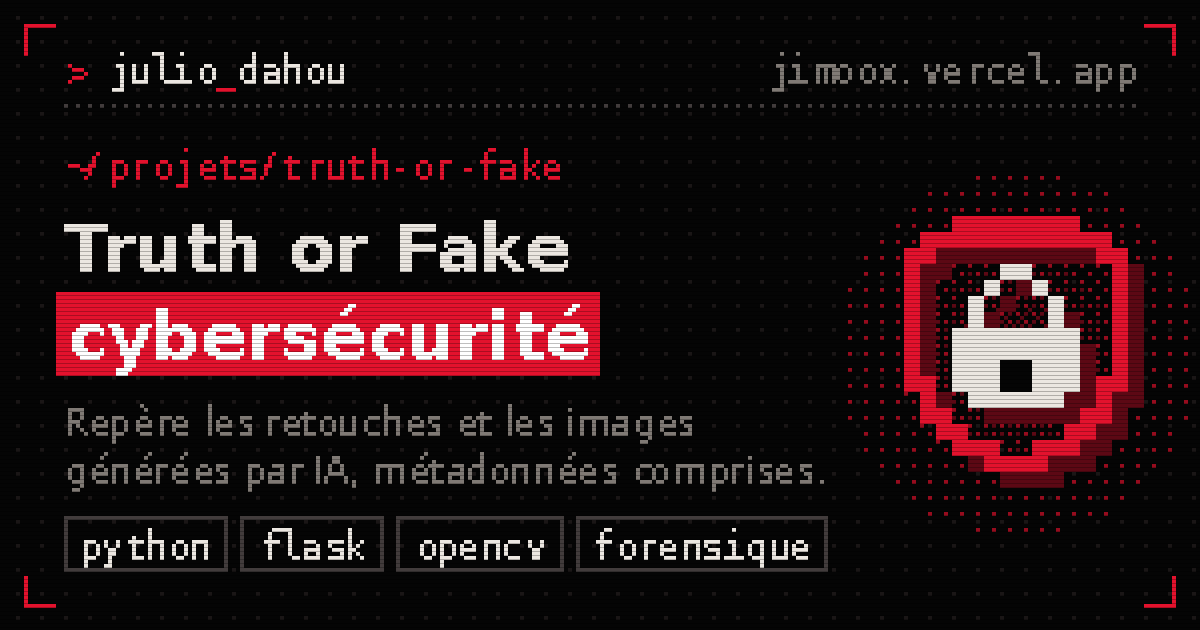 > julio_dahou
jimoox.vercel.app
~/projets/truth-or-fake
Truth or Fake
cybersécurité
Repère les retouches et les images
générées par IA, métadonnées comprises.
python flask opencv forensique